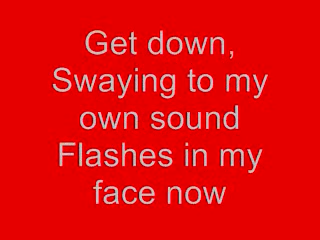 Get down,
Swaying to my
own sound
Flashes in my
face now